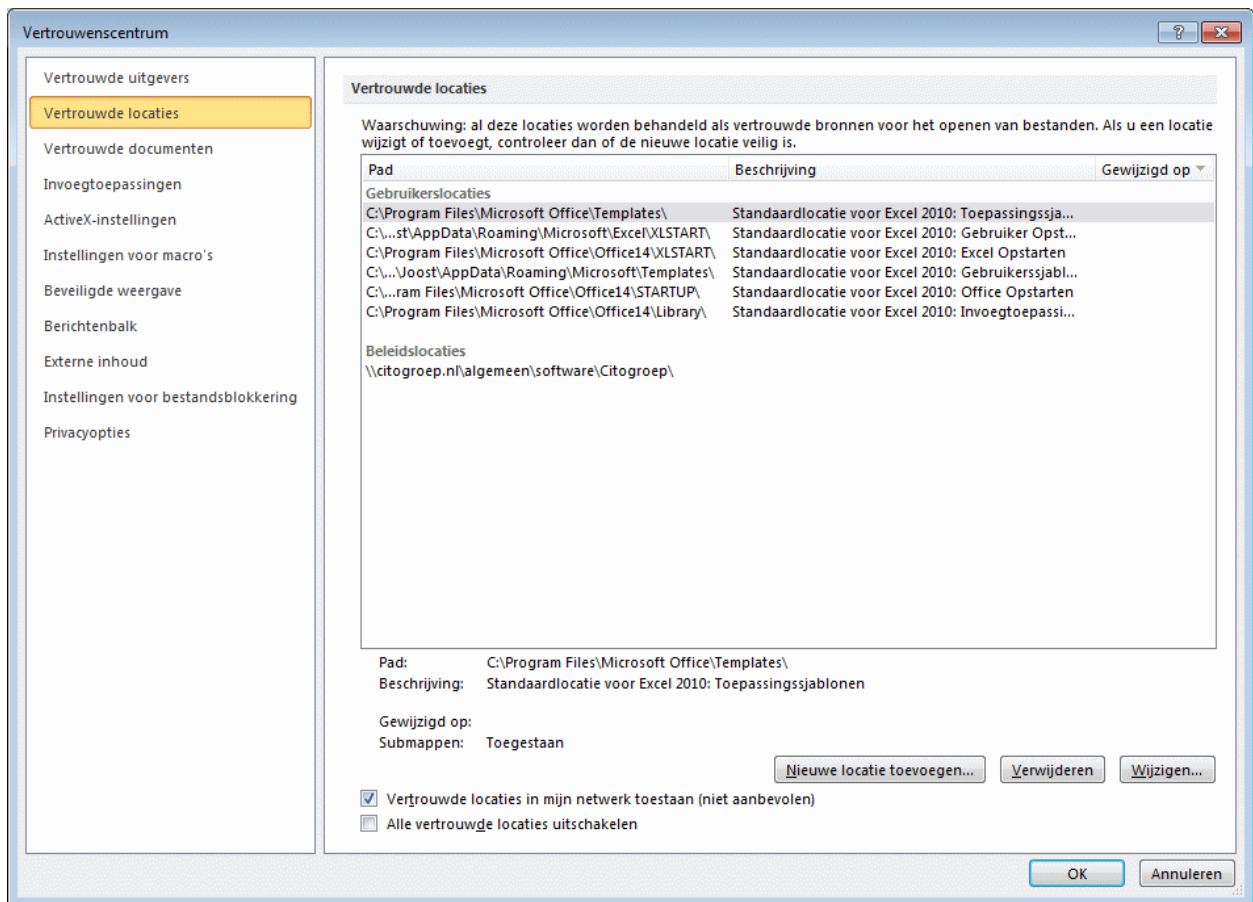 Vertrouwenscentrum
Vertrouwde uitgevers
Vertrouwde locaties
Vertrouwde documenten
Invoegtoepassingen
ActiveX-instellingen
Instellingen voor macro's
Beveiligde weergave
Berichtenbalk
Externe inhoud
Instellingen voor bestandsblokkering
Privacyopties
Vertrouwde locaties
Waarschuwing: al deze locaties worden behandeld als vertrouwde bronnen voor het openen van bestanden. Als u een locatie
wijzigt of toevoegt, controleer dan of de nieuwe locatie veilig is.
Pad Beschrijving Gewijzigd op
Gebruikerslocaties
C:\Program Files\Microsoft Office\Templates\ Standaardlocatie voor Excel 2010: Toepassingssja...
C:\...st\AppData\Roaming\Microsoft\Excel\XLSTART\ Standaardlocatie voor Excel 2010: Gebruiker Opst...
C:\Program Files\Microsoft Office\Office14\XLSTART\ Standaardlocatie voor Excel 2010: Excel Opstarten
C:\...\Joost\AppData\Roaming\Microsoft\Templates\ Standaardlocatie voor Excel 2010: Gebruikerssjabl...
C:\...ram Files\Microsoft Office\Office14\STARTUP\ Standaardlocatie voor Excel 2010: Office Opstarten
C:\Program Files\Microsoft Office\Office14\Library\ Standaardlocatie voor Excel 2010: Invoegtoepassi...
Beleidslocaties
\\citogroep.nl\algemeen\software\Citogroep\
Pad: C:\Program Files\Microsoft Office\Templates\
Beschrijving: Standaardlocatie voor Excel 2010: Toepassingssjablonen
Gewijzigd op:
Submappen: Toegestaan
Nieuwe locatie toevoegen... Verwijderen Wijzigen...
Vertrouwde locaties in mijn netwerk toestaan (niet aanbevolen)
Alle vertrouwde locaties uitschakelen
OK Annuleren